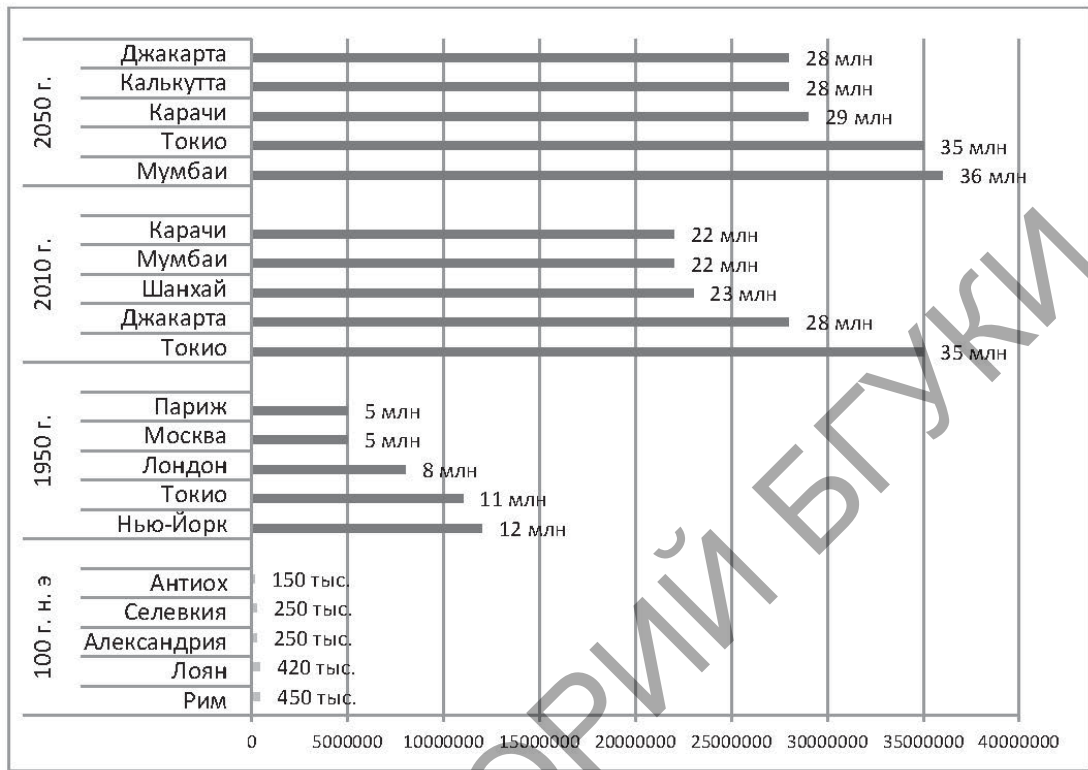 2050 г.
Джакарта 28 млн
Калькутта 28 млн
Карачи 29 млн
Токио 35 млн
Мумбаи 36 млн
2010 г.
Карачи 22 млн
Мумбаи 22 млн
Шанхай 23 млн
Джакарта 28 млн
Токио 35 млн
1950 г.
Париж 5 млн
Москва 5 млн
Лондон 8 млн
Токио 11 млн
Нью-Йорк 12 млн
100 г. н. э
Антиох 150 тыс.
Селевкия 250 тыс.
Александрия 250 тыс.
Лоян 420 тыс.
Рим 450 тыс.
0 5000000 10000000 15000000 20000000 25000000 30000000 35000000 40000000
ОРИЙ БГУКИ